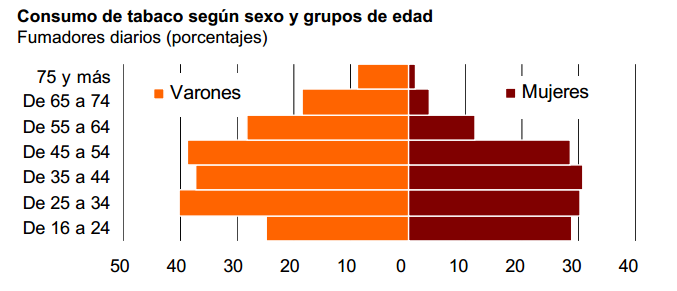 Consumo de tabaco según sexo y grupos de edad
Fumadores diarios (porcentajes)
75 y más
Varones
Mujeres
De 65 a 74
De 55 a 64
De 45 a 54
De 35 a 44
De 25 a 34
De 16 a 24
50 40 30 20 10 0 10 20 30 40